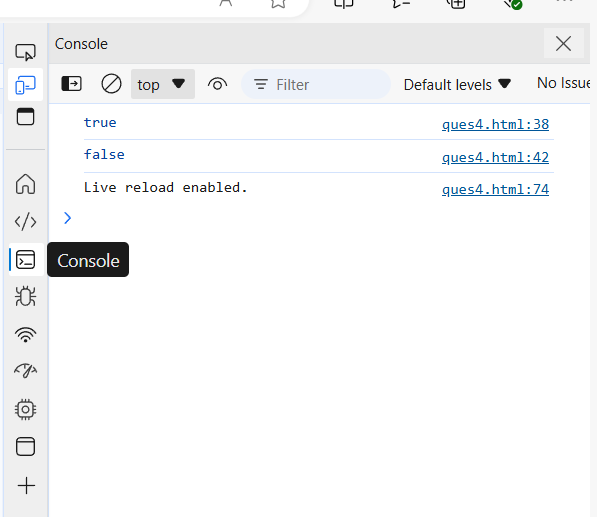 Console
top
Filter
Default levels
No Issue
true ques4.html:38
false ques4.html:42
Live reload enabled. ques4.html:74
Console